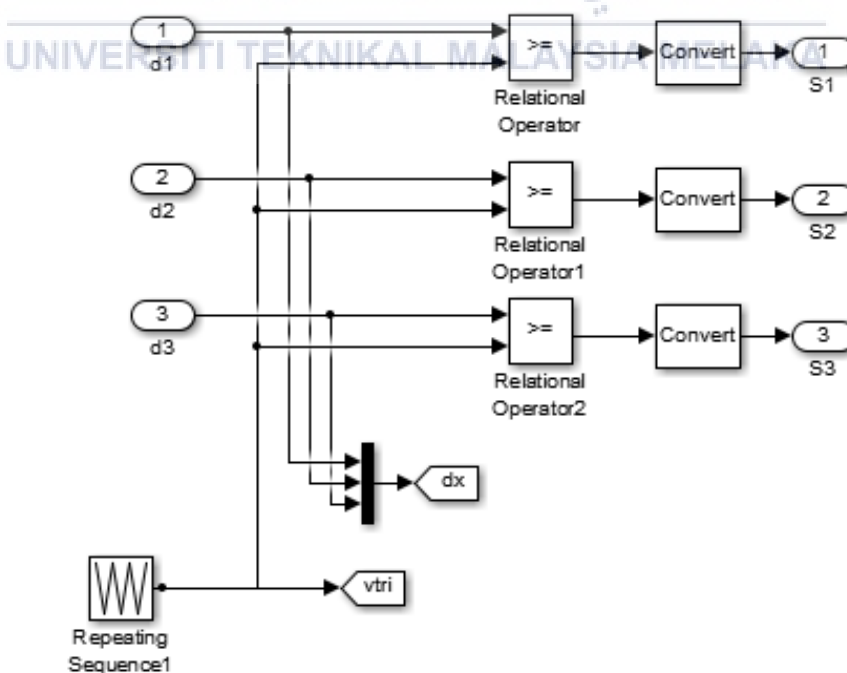 UNIVERSITI TEKNIKAL MALAYSIA MELAKA
1
d1
>=
Relational
Operator
Convert
1
S1
2
d2
>=
Relational
Operator1
Convert
2
S2
3
d3
>=
Relational
Operator2
Convert
3
S3
dx
vtri
Repeating
Sequence1